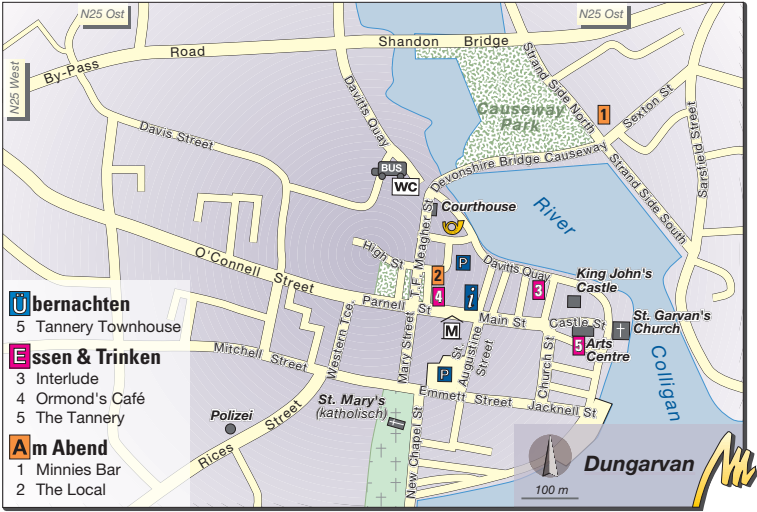 N25 Ost
N25 Ost
N25 West
By-Pass Road
Shandon Bridge
Davitts Quay
Strand Side North
Causeway
Park
1
Sexton St
Sarsfield Street
Davis Street
BUS
WC
Devonshire Bridge Causeway
Strand Side South
Courthouse
River
T.F. Meagher St
High St
O'Connell Street
P
2
4
i
Davitts Quay
3
King John's
Castle
Parnell St
Main St
Castle St
St. Garvan's
Church
M
5
Arts
Centre
Colligan
Western Tce.
Mary Street
St. Augustine
Street
Church St
P
Mitchell Street
Emmett Street
Jacknell St
St. Mary's
(katholisch)
Polizei
Rices Street
New Chapel St
Übernachten
5 Tannery Townhouse
Essen & Trinken
3 Interlude
4 Ormond's Café
5 The Tannery
Am Abend
1 Minnies Bar
2 The Local
Dungarvan
100 m